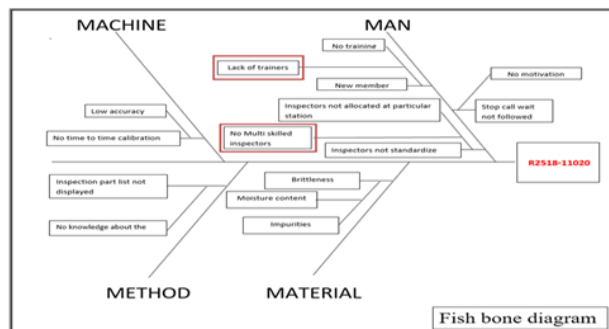 MACHINE
MAN
No trainine
Lack of trainers
New member
No motivation
Low accuracy
Inspectors not allocated at particular
station
Stop call wait
not followed
No time to time calibration
No Multi skilled
inspectors
Inspectors not standardize
R2518-11020
Inspection part list not
displayed
Brittleness
Moisture content
No knowledge about the
Impurities
METHOD
MATERIAL
Fish bone diagram